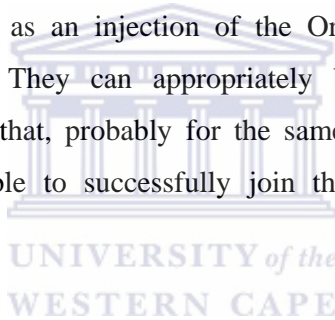 as an injection of the Or
They can appropriately
that, probably for the same
ple to successfully join th
UNIVERSITY of the
WESTERN CAPE